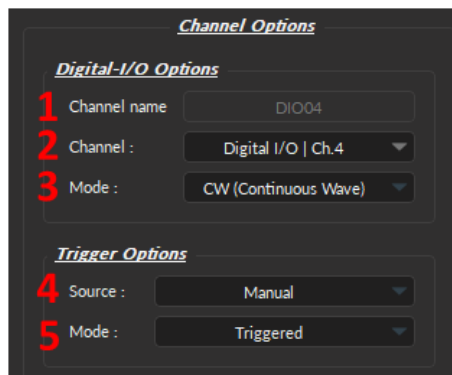 Channel Options
Digital-I/O Options
1 Channel name DIO04
2 Channel : Digital I/O | Ch.4
3 Mode : CW (Continuous Wave)
Trigger Options
4 Source : Manual
5 Mode : Triggered